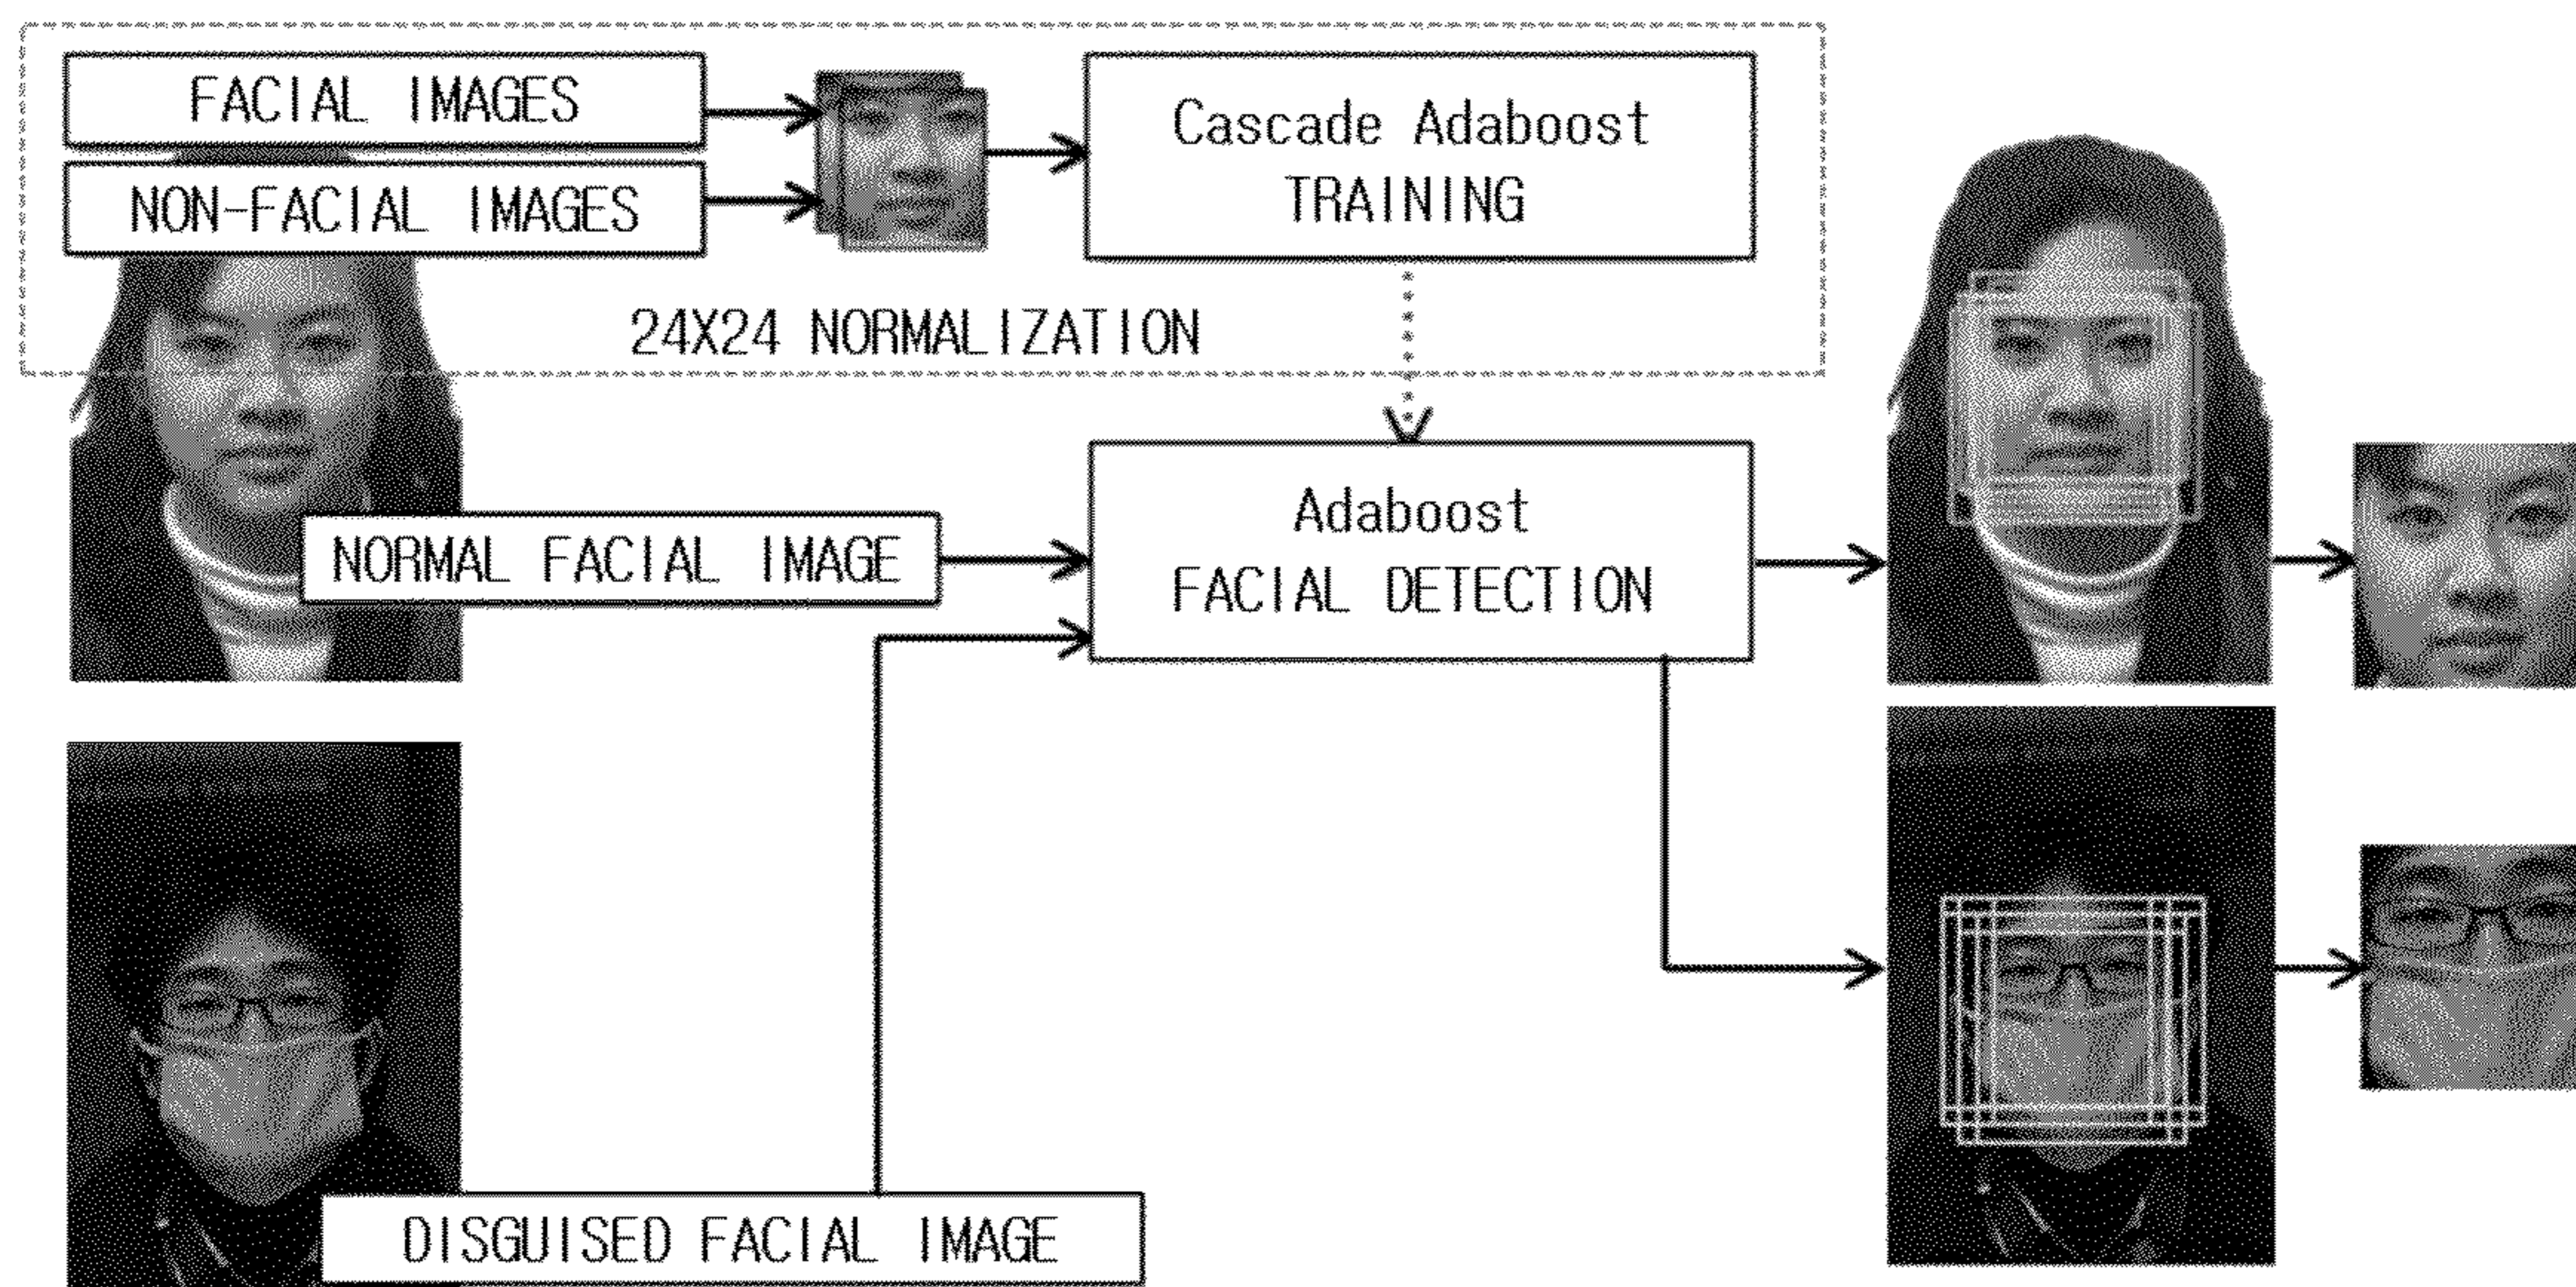 FACIAL IMAGES
NON-FACIAL IMAGES
Cascade Adaboost
TRAINING
24X24 NORMALIZATION
NORMAL FACIAL IMAGE
Adaboost
FACIAL DETECTION
DISGUISED FACIAL IMAGE